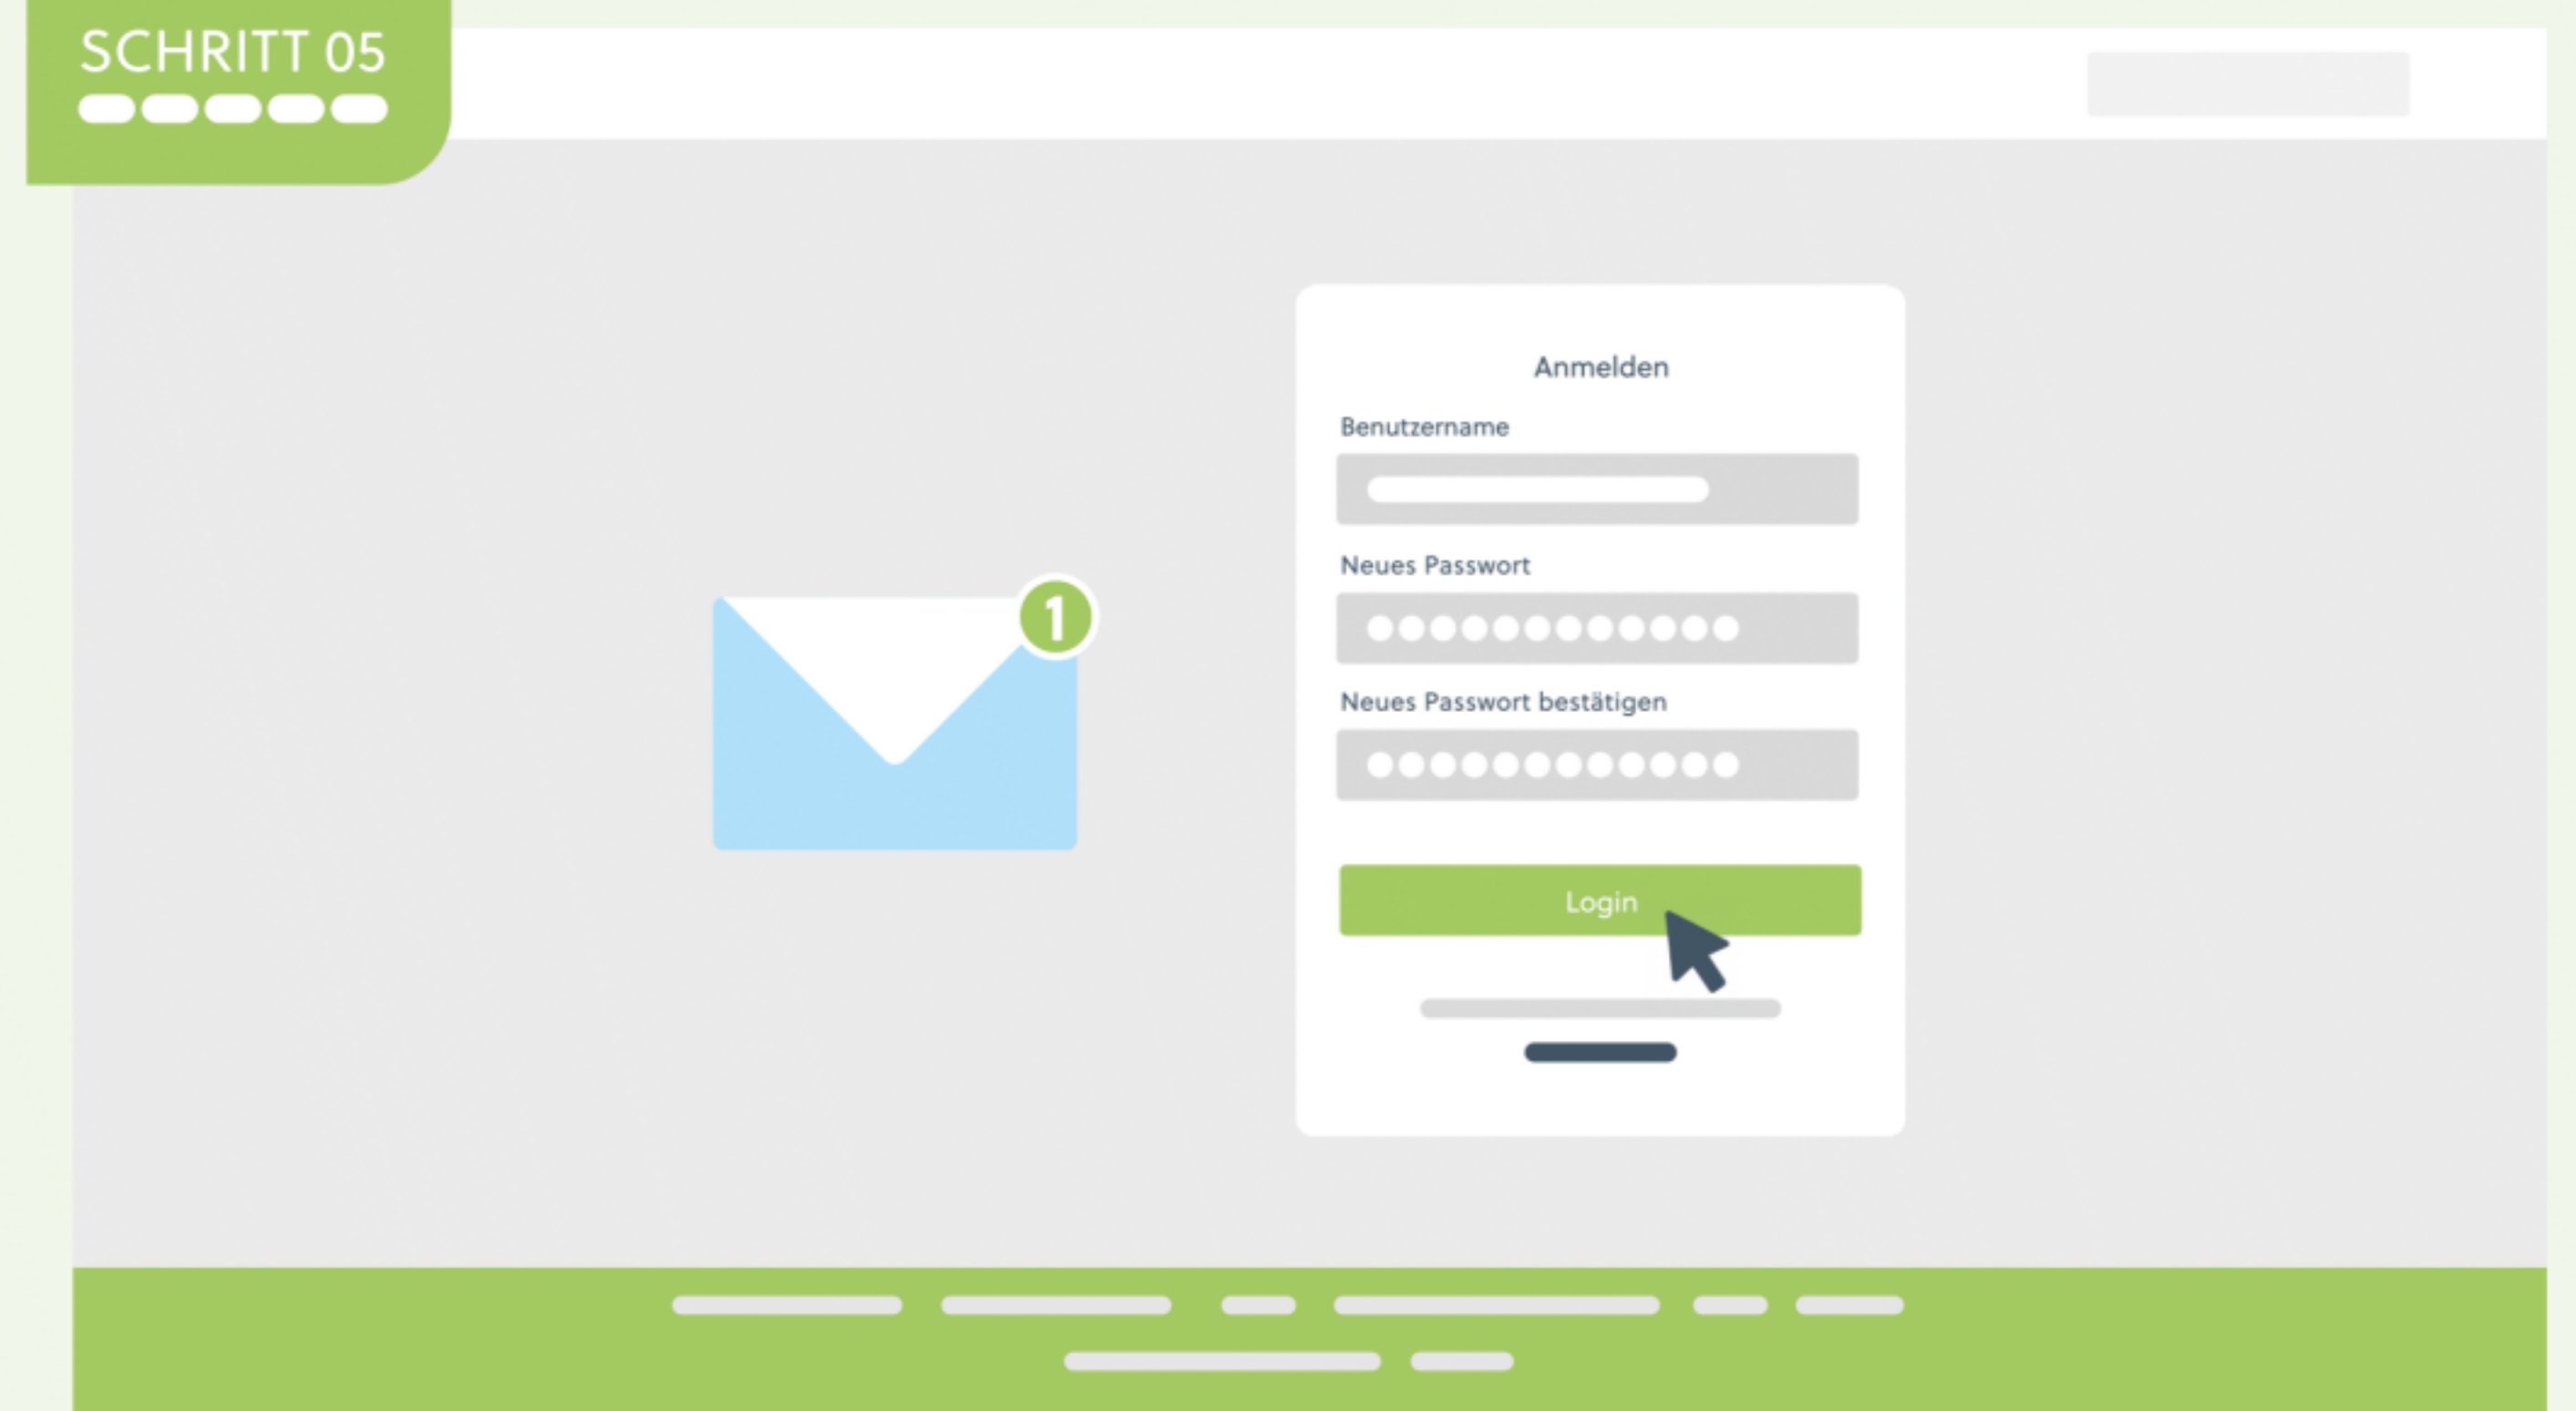 SCHRITT 05
Anmelden
Benutzername
Neues Passwort
Neues Passwort bestätigen
Login
1